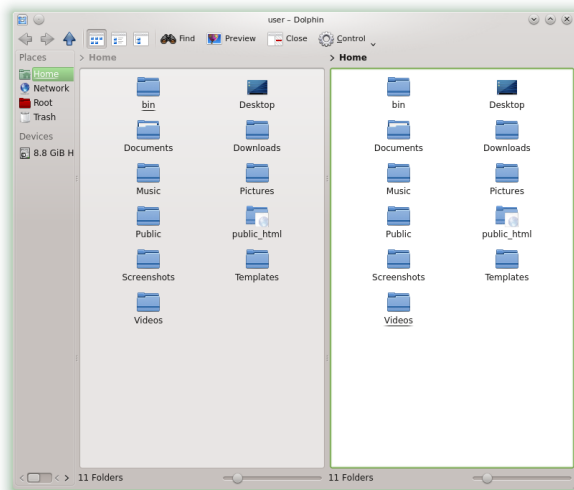 user – Dolphin
Find Preview Close Control
Places
Home
Network
Root
Trash
Devices
8.8 GiB H
> Home
bin Desktop
Documents Downloads
Music Pictures
Public public_html
Screenshots Templates
Videos
11 Folders
> Home
bin Desktop
Documents Downloads
Music Pictures
Public public_html
Screenshots Templates
Videos
11 Folders